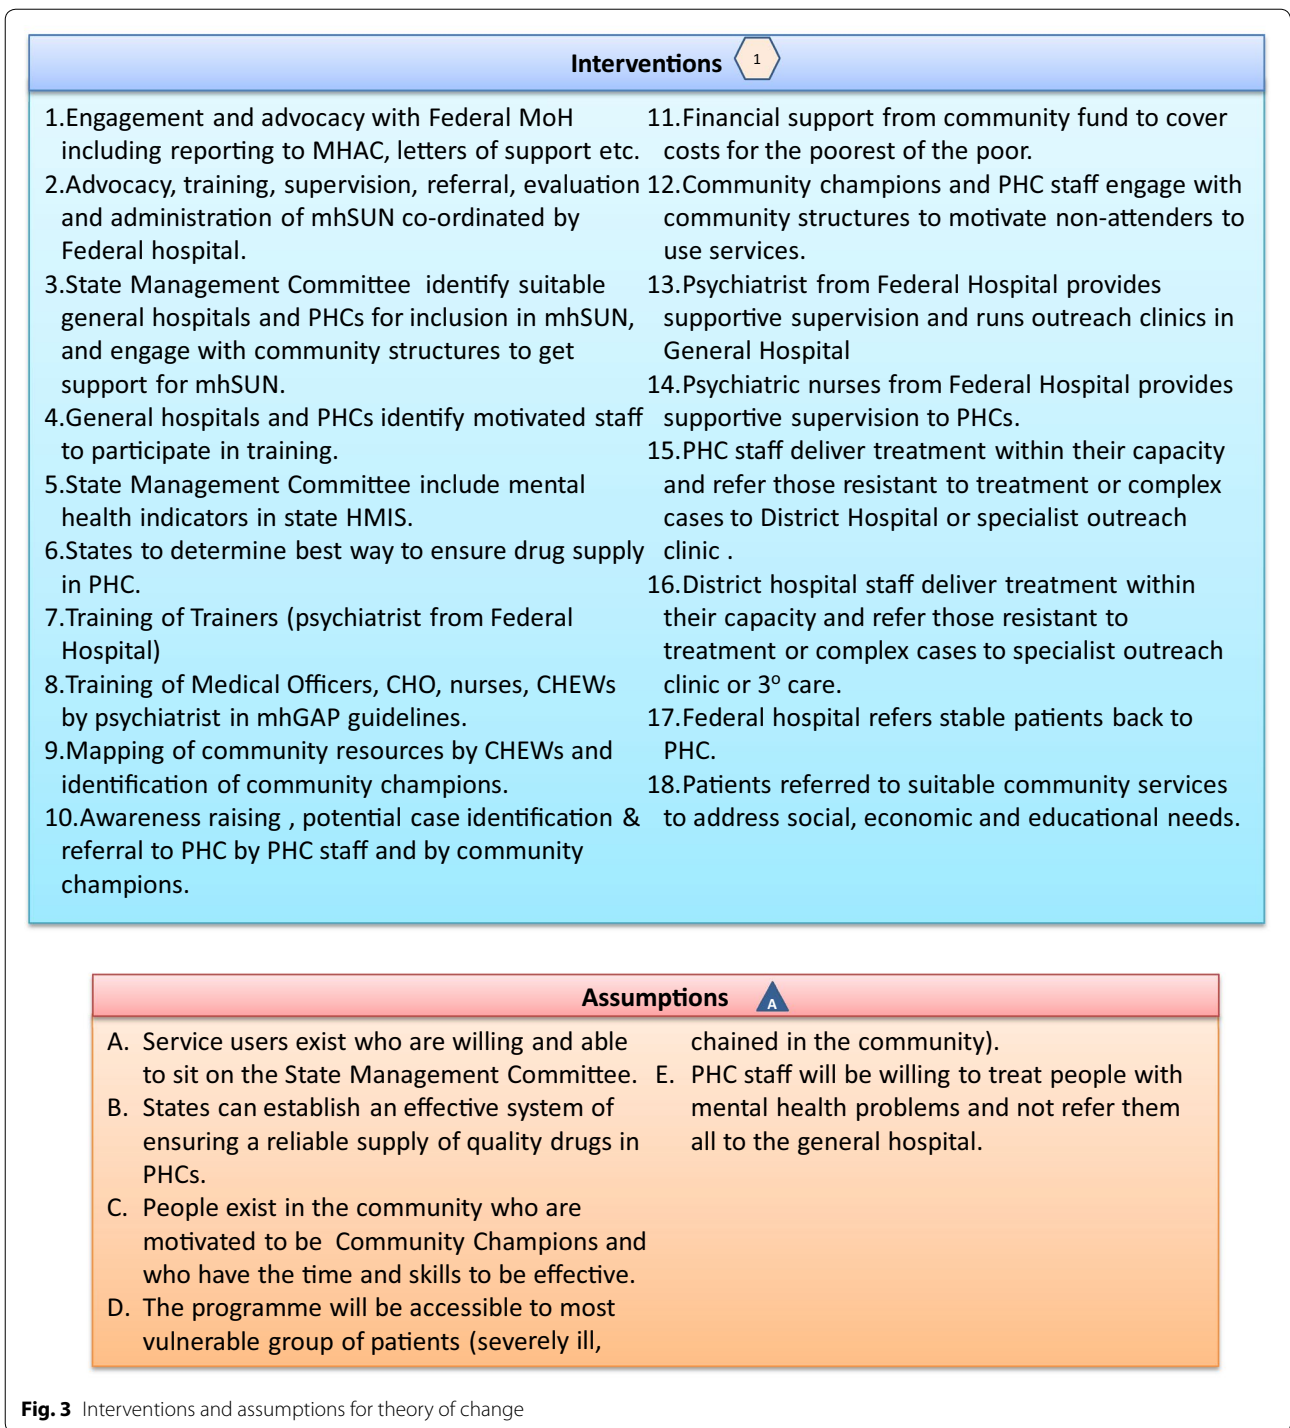 Interventions 1
1.Engagement and advocacy with Federal MoH
including reporting to MHAC, letters of support etc.
2.Advocacy, training, supervision, referral, evaluation
and administration of mhSUN co-ordinated by
Federal hospital.
3.State Management Committee identify suitable
general hospitals and PHCs for inclusion in mhSUN,
and engage with community structures to get
support for mhSUN.
4.General hospitals and PHCs identify motivated staff
to participate in training.
5.State Management Committee include mental
health indicators in state HMIS.
6.States to determine best way to ensure drug supply
in PHC.
7.Training of Trainers (psychiatrist from Federal
Hospital)
8.Training of Medical Officers, CHO, nurses, CHEWs
by psychiatrist in mhGAP guidelines.
9.Mapping of community resources by CHEWs and
identification of community champions.
10.Awareness raising , potential case identification &
referral to PHC by PHC staff and by community
champions.
11.Financial support from community fund to cover
costs for the poorest of the poor.
12.Community champions and PHC staff engage with
community structures to motivate non-attenders to
use services.
13.Psychiatrist from Federal Hospital provides
supportive supervision and runs outreach clinics in
General Hospital
14.Psychiatric nurses from Federal Hospital provides
supportive supervision to PHCs.
15.PHC staff deliver treatment within their capacity
and refer those resistant to treatment or complex
cases to District Hospital or specialist outreach
clinic .
16.District hospital staff deliver treatment within
their capacity and refer those resistant to
treatment or complex cases to specialist outreach
clinic or 3º care.
17.Federal hospital refers stable patients back to
PHC.
18.Patients referred to suitable community services
to address social, economic and educational needs.
Assumptions A
A. Service users exist who are willing and able
to sit on the State Management Committee.
B. States can establish an effective system of
ensuring a reliable supply of quality drugs in
PHCs.
C. People exist in the community who are
motivated to be Community Champions and
who have the time and skills to be effective.
D. The programme will be accessible to most
vulnerable group of patients (severely ill,
chained in the community).
E. PHC staff will be willing to treat people with
mental health problems and not refer them
all to the general hospital.
Fig. 3 Interventions and assumptions for theory of change